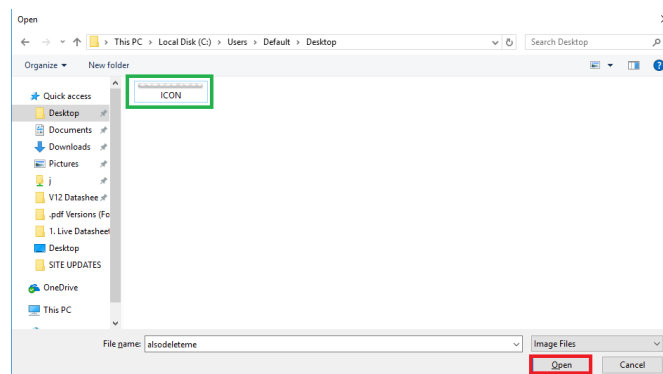 Open
This PC > Local Disk (C:) > Users > Default > Desktop
Search Desktop
Organize
New folder
ICON
Quick access
Desktop
Documents
Downloads
Pictures
j
V12 Datashee
.pdf Versions (Fo
1. Live Datasheet
Desktop
SITE UPDATES
OneDrive
This PC
File name: alsodeleteme
Image Files
Open
Cancel